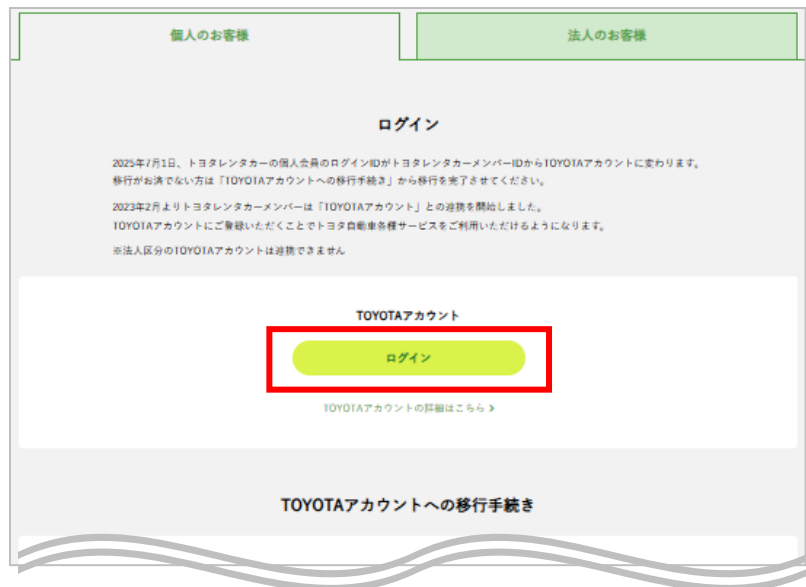 個人のお客様
法人のお客様
ログイン
2025年7月1日、トヨタレンタカーの個人会員のログインIDがトヨタレンタカーメンバーIDからTOYOTAアカウントに変わります。
移行がお済でない方は「TOYOTAアカウントへの移行手続き」から移行を完了させてください。
2023年2月よりトヨタレンタカーメンバーは「TOYOTAアカウント」との連携を開始しました。
TOYOTAアカウントにご登録いただくことでトヨタ自動車各種サービスをご利用いただけるようになります。
※法人区分のTOYOTAアカウントは連携できません
TOYOTAアカウント
ログイン
TOYOTAアカウントの詳細はこちら >
TOYOTAアカウントへの移行手続き